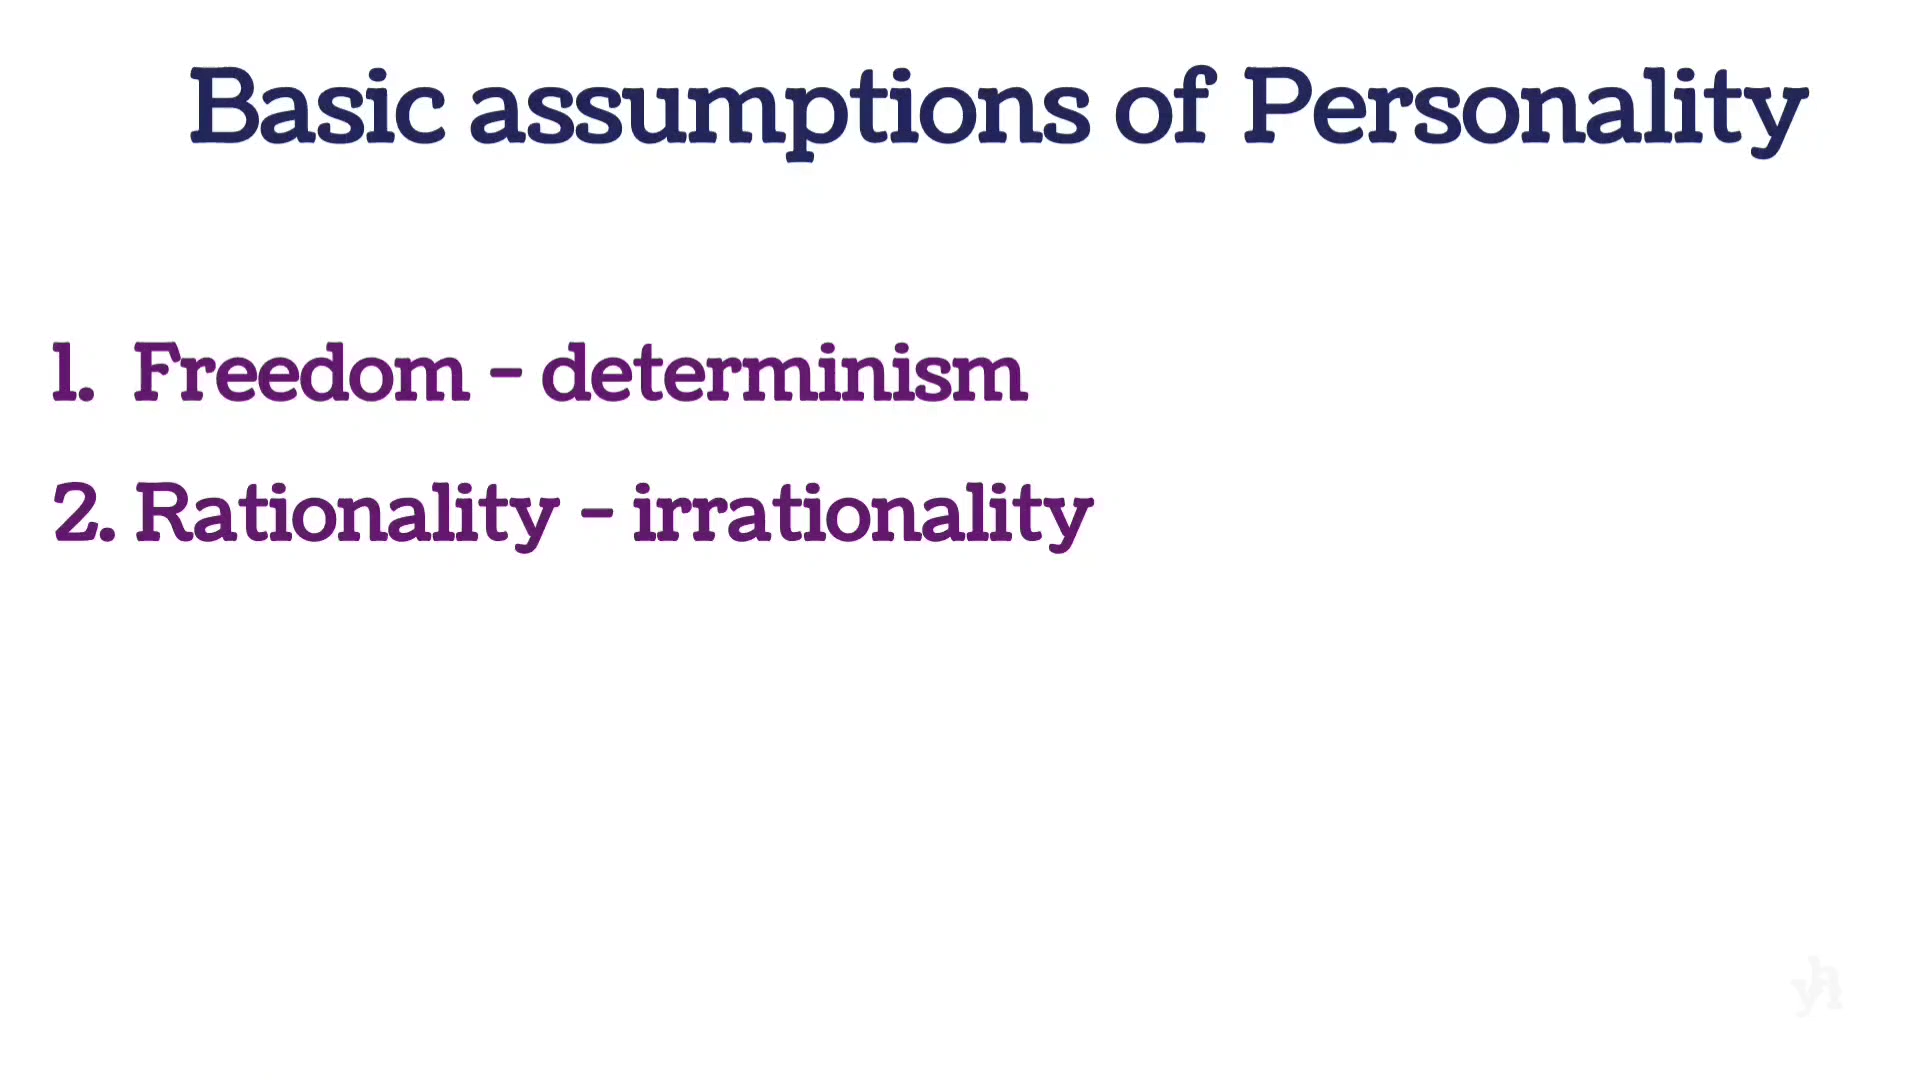 Basic assumptions of Personality
1. Freedom - determinism
2. Rationality - irrationality